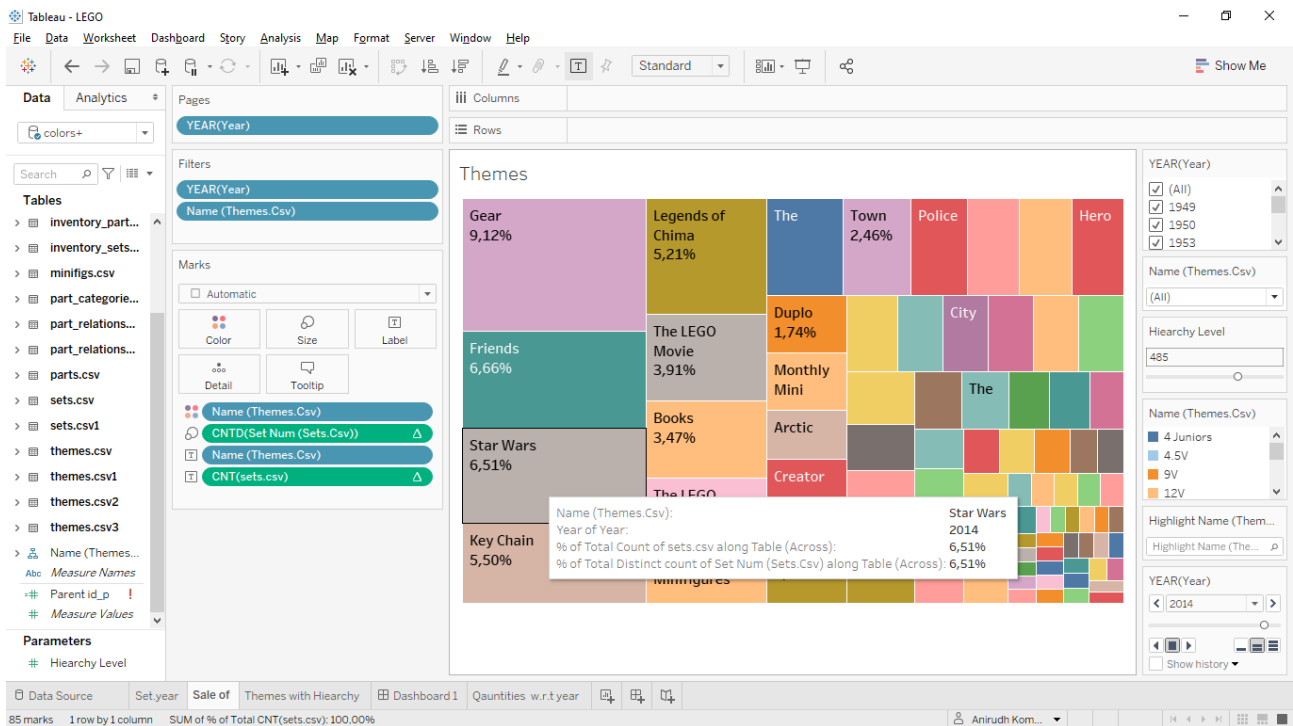 Tableau - LEGO
File Data Worksheet Dashboard Story Analysis Map Format Server Window Help
Standard
Show Me
Data Analytics
colors+
Search
Tables
inventory_part...
inventory_sets...
minifigs.csv
part_categorie...
part_relations...
part_relations...
parts.csv
sets.csv
sets.csv1
themes.csv
themes.csv1
themes.csv2
themes.csv3
Name (Themes...
Abc Measure Names
Parent id_p !
Measure Values
Parameters
Hiearchy Level
Pages
YEAR(Year)
Filters
YEAR(Year)
Name (Themes.Csv)
Marks
Automatic
Color Size Label
Detail Tooltip
Name (Themes.Csv)
CNTD(Set Num (Sets.Csv)) Δ
Name (Themes.Csv)
CNT(sets.csv) Δ
Columns
Rows
Themes
Gear
9,12%
Friends
6,66%
Star Wars
6,51%
Key Chain
5,50%
Legends of
Chima
5,21%
The LEGO
Movie
3,91%
Books
3,47%
The LEGO
Minifigures
The
Town
2,46%
Police
Hero
Duplo
1,74%
Monthly
Mini
Arctic
Creator
City
The
Name (Themes.Csv): Star Wars
Year of Year: 2014
% of Total Count of sets.csv along Table (Across): 6,51%
% of Total Distinct count of Set Num (Sets.Csv) along Table (Across): 6,51%
YEAR(Year)
(All)
1949
1950
1953
Name (Themes.Csv)
(All)
Hiearchy Level
485
Name (Themes.Csv)
4 Juniors
4.5V
9V
12V
Highlight Name (Them...
Highlight Name (The...
YEAR(Year)
2014
Show history
Data Source Set.year Sale of Themes with Hiearchy Dashboard 1 Qauntities w.r.t year
85 marks 1 row by 1 column SUM of % of Total CNT(sets.csv): 100,00%
Anirudh Kom...